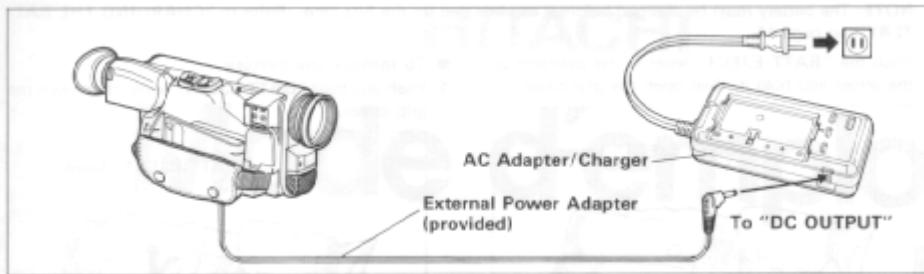 AC Adapter/Charger
External Power Adapter
(provided)
To "DC OUTPUT"